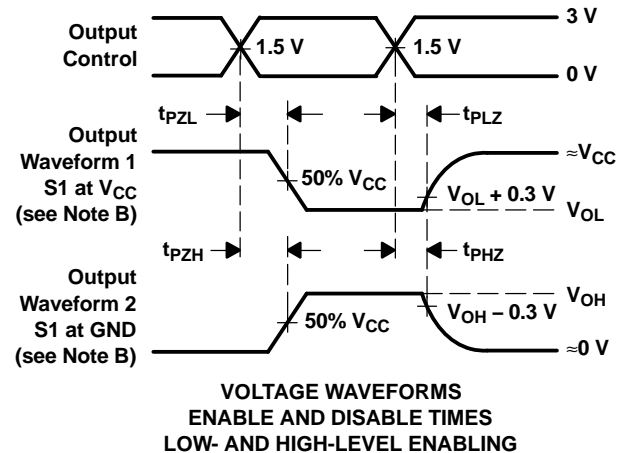 Output
Control
1.5 V
1.5 V
3 V
0 V
tPZL
tPLZ
Output
Waveform 1
S1 at VCC
(see Note B)
50% VCC
≈VCC
VOL + 0.3 V
VOL
tPZH
tPHZ
Output
Waveform 2
S1 at GND
(see Note B)
50% VCC
VOH
VOH – 0.3 V
≈0 V
VOLTAGE WAVEFORMS
ENABLE AND DISABLE TIMES
LOW- AND HIGH-LEVEL ENABLING